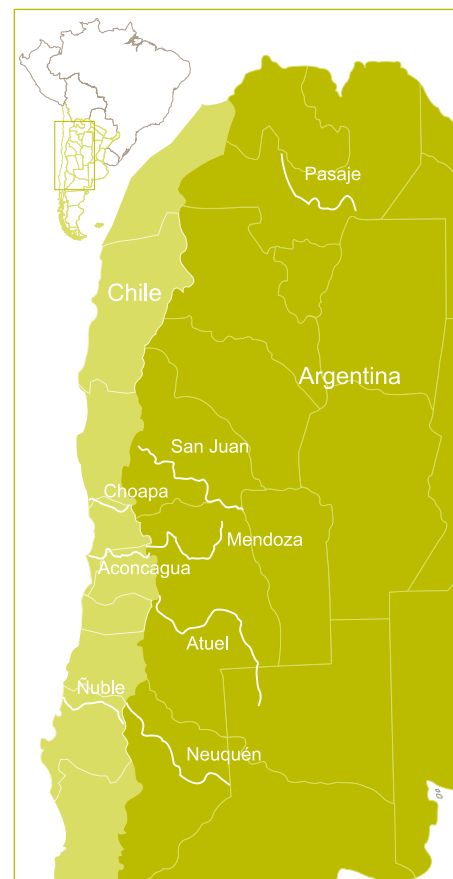 Pasaje
Chile
Argentina
San Juan
Choapa
Mendoza
Aconcagua
Atuel
Ñuble
Neuquén